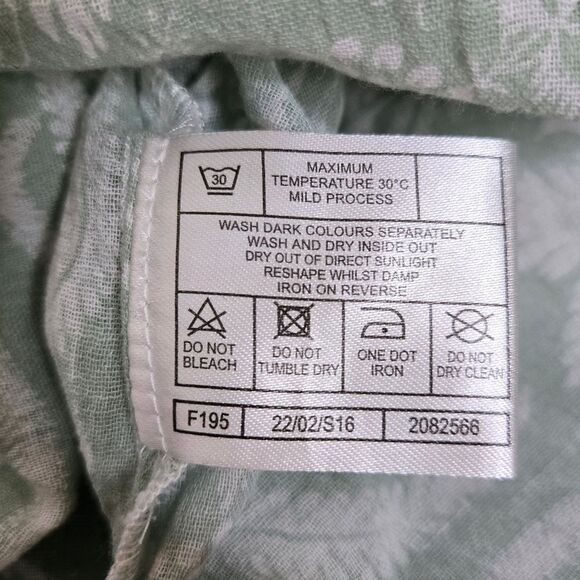 30
MAXIMUM
TEMPERATURE 30°C
MILD PROCESS
WASH DARK COLOURS SEPARATELY
WASH AND DRY INSIDE OUT
DRY OUT OF DIRECT SUNLIGHT
RESHAPE WHILST DAMP
IRON ON REVERSE
DO NOT
BLEACH
DO NOT
TUMBLE DRY
ONE DOT
IRON
DO NOT
DRY CLEAN
F195
22/02/S16
2082566